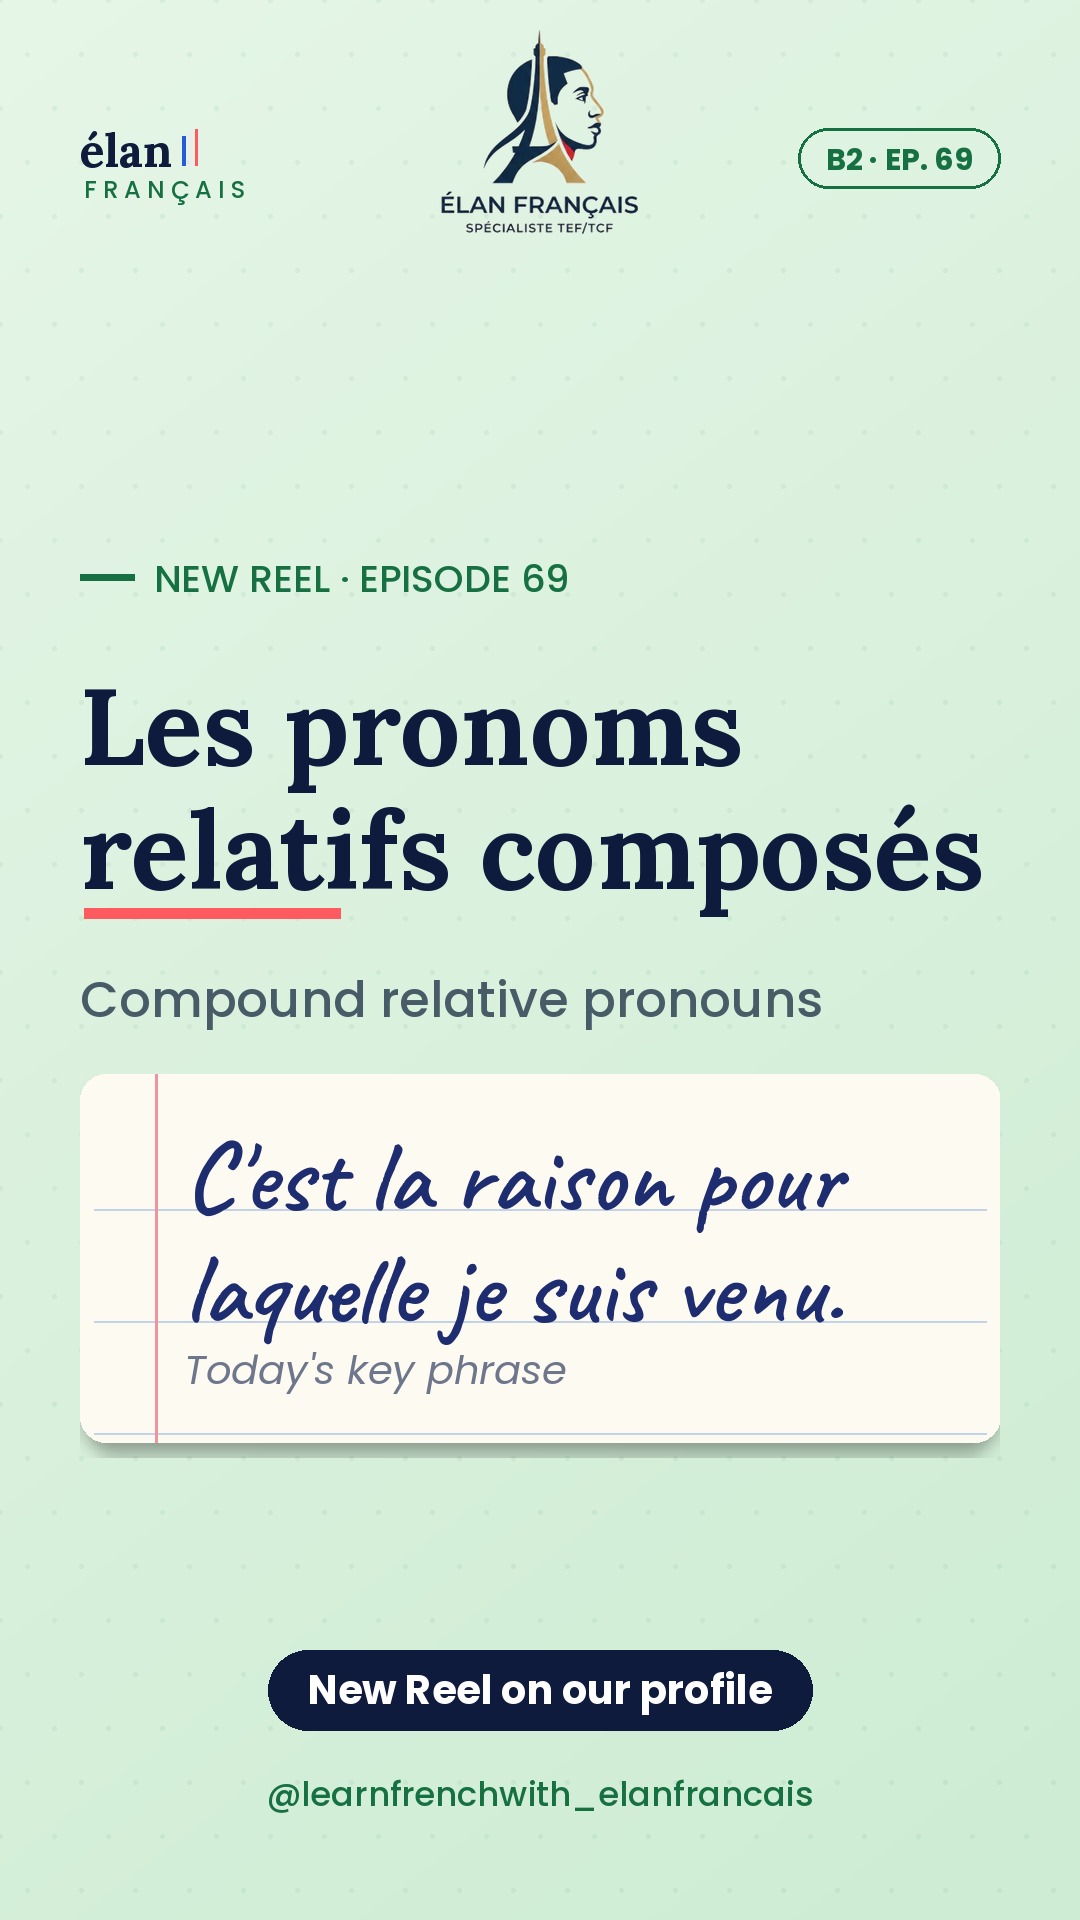 élan
FRANÇAIS
ÉLAN FRANÇAIS
SPÉCIALISTE TEF/TCF
B2 · EP. 69
NEW REEL · EPISODE 69
Les pronoms
relatifs composés
Compound relative pronouns
C'est la raison pour
laquelle je suis venu.
Today's key phrase
New Reel on our profile
@learnfrenchwith_elanfrancais